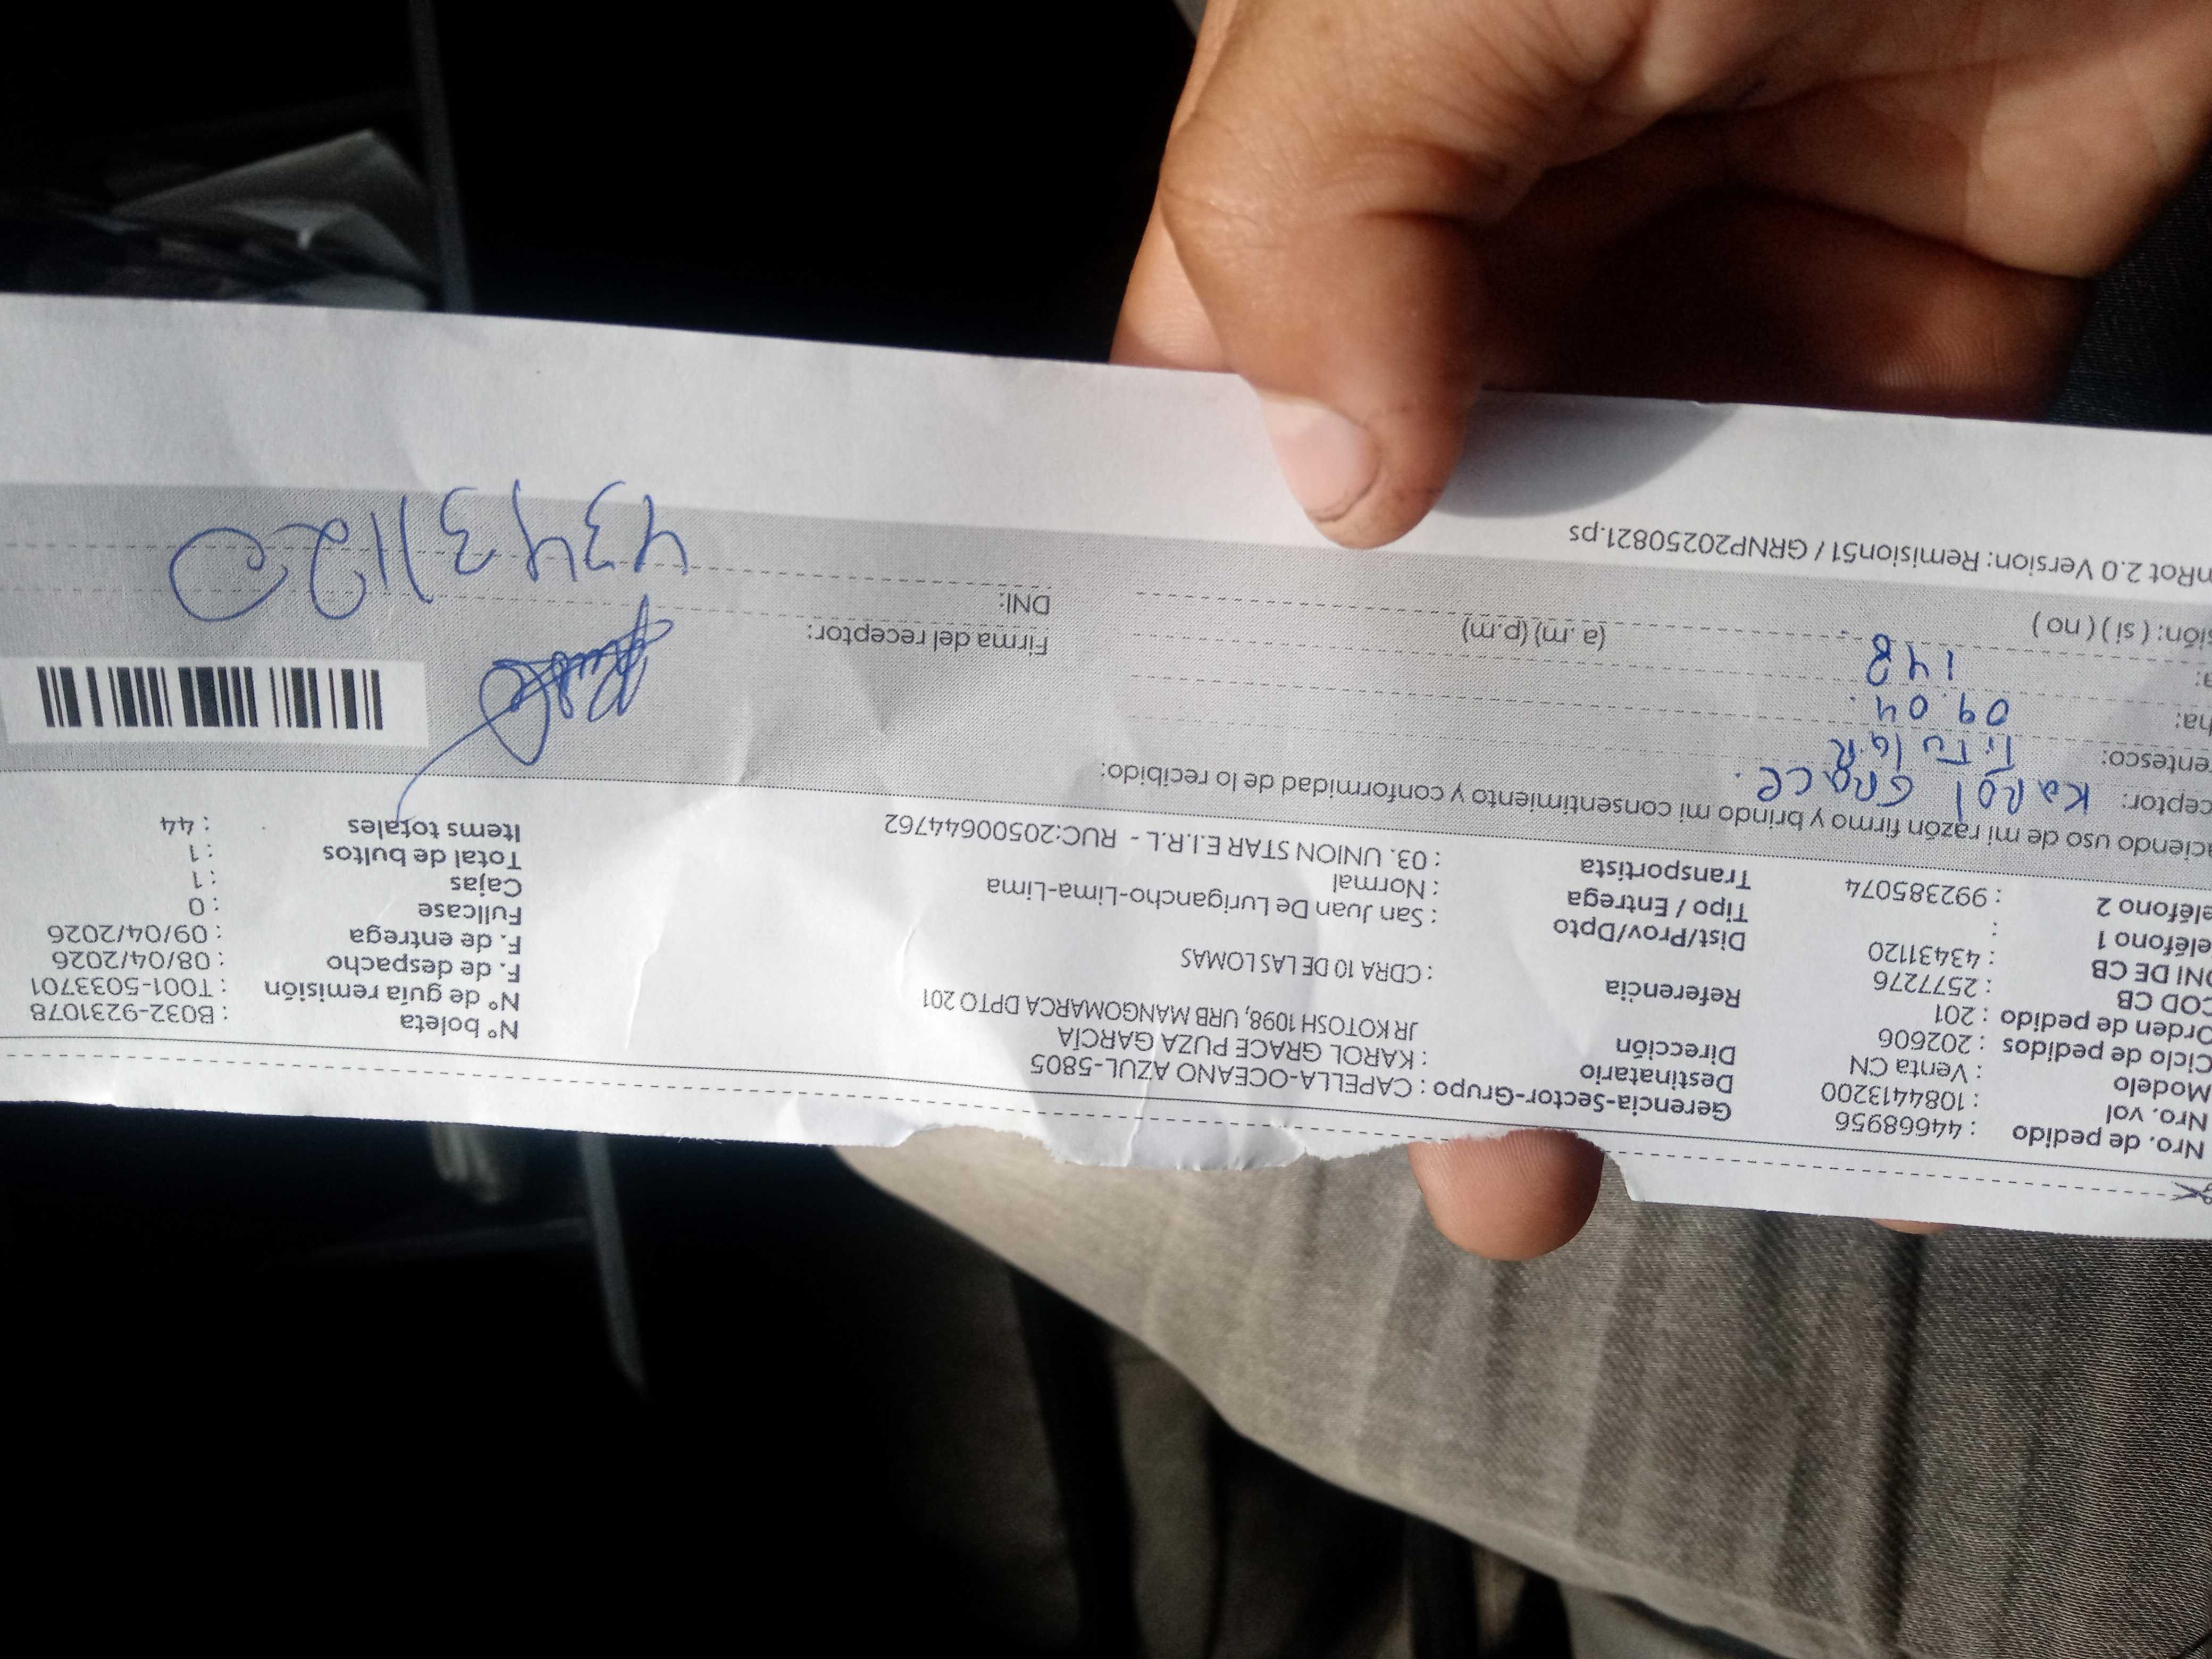 Nro. de pedido : 44668956
Nro. vol : 1084413200
Modelo : Venta CN
Ciclo de pedidos : 202606
Orden de pedido : 201
COD CB : 2577276
DNI DE CB : 43431120
eléfono 1 :
eléfono 2 : 992385074
Gerencia-Sector-Grupo : CAPELLA-OCEANO AZUL-5805
Destinatario : KAROL GRACE PUZA GARCÍA
Dirección JR KOTOSH 1098, URB MANGOMARCA DPTO 201
Referencia : CDRA 10 DE LAS LOMAS
Dist/Prov/Dpto : San Juan De Lurigancho-Lima-Lima
Tipo / Entrega : Normal
Transportista : 03. UNION STAR E.I.R.L - RUC:20500644762
N° boleta : B032-9231078
N° de guía remisión : T001-5033701
F. de despacho : 08/04/2026
F. de entrega : 09/04/2026
Fullcase : 0
Cajas : 1
Total de bultos : 1
Items totales : 44
aciendo uso de mi razón firmo y brindo mi consentimiento y conformidad de lo recibido:
ceptor: Karol Grace.
entesco: TiTulaR
ha: 09.04.
a: 148 (a .m) (p.m)
sión: ( si ) ( no )
Firma del receptor:
DNI: 43431120
nRot 2.0 Version: Remision51 / GRNP20250821.ps